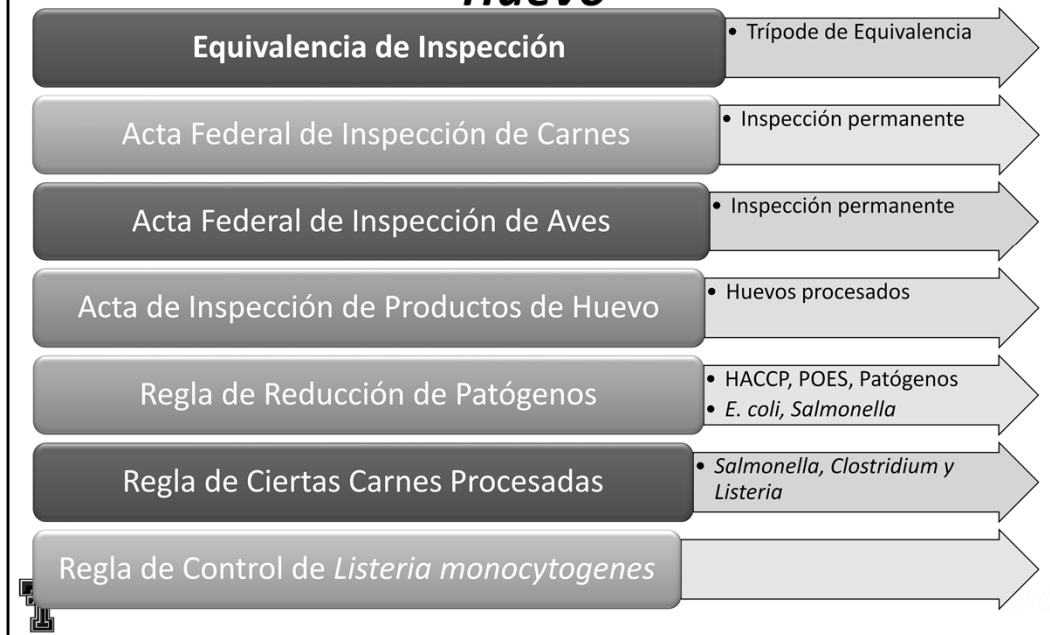 Huevo
Equivalencia de Inspección
• Trípode de Equivalencia
Acta Federal de Inspección de Carnes
• Inspección permanente
Acta Federal de Inspección de Aves
• Inspección permanente
Acta de Inspección de Productos de Huevo
• Huevos procesados
Regla de Reducción de Patógenos
• HACCP, POES, Patógenos
• E. coli, Salmonella
Regla de Ciertas Carnes Procesadas
• Salmonella, Clostridium y
Listeria
Regla de Control de Listeria monocytogenes